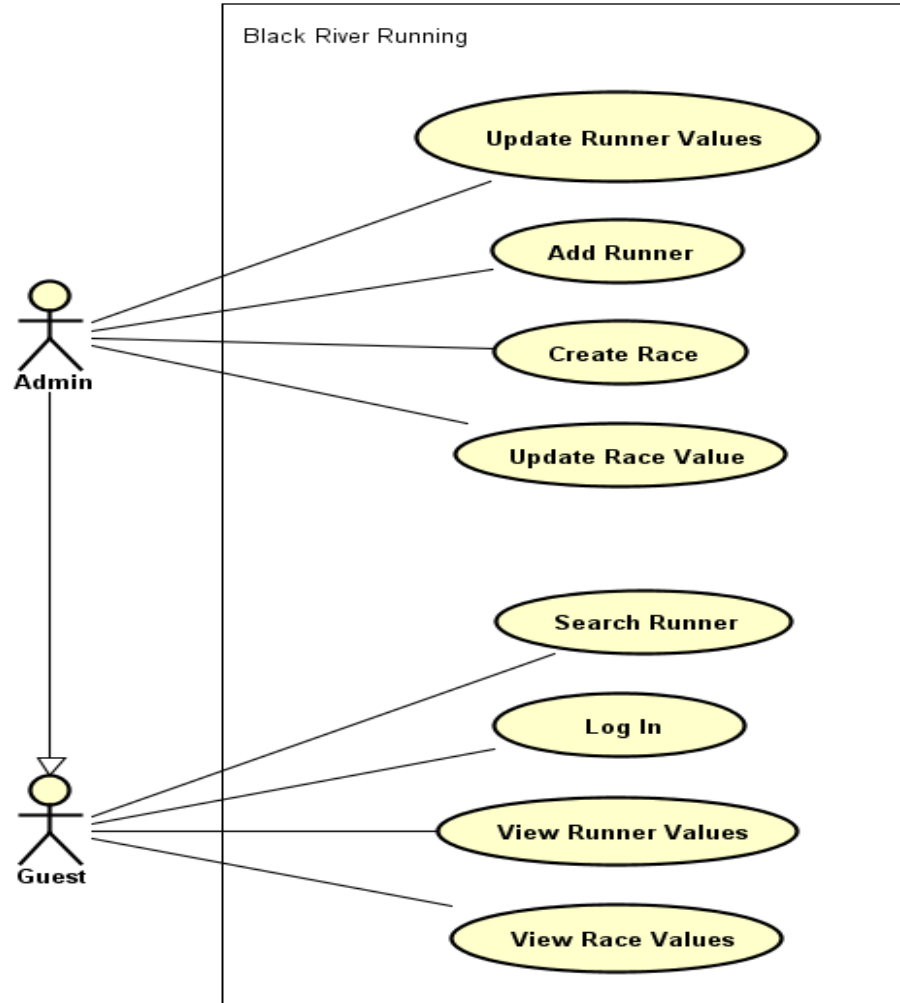 Black River Running
Update Runner Values
Add Runner
Create Race
Admin
Update Race Value
Search Runner
Log In
View Runner Values
Guest
View Race Values